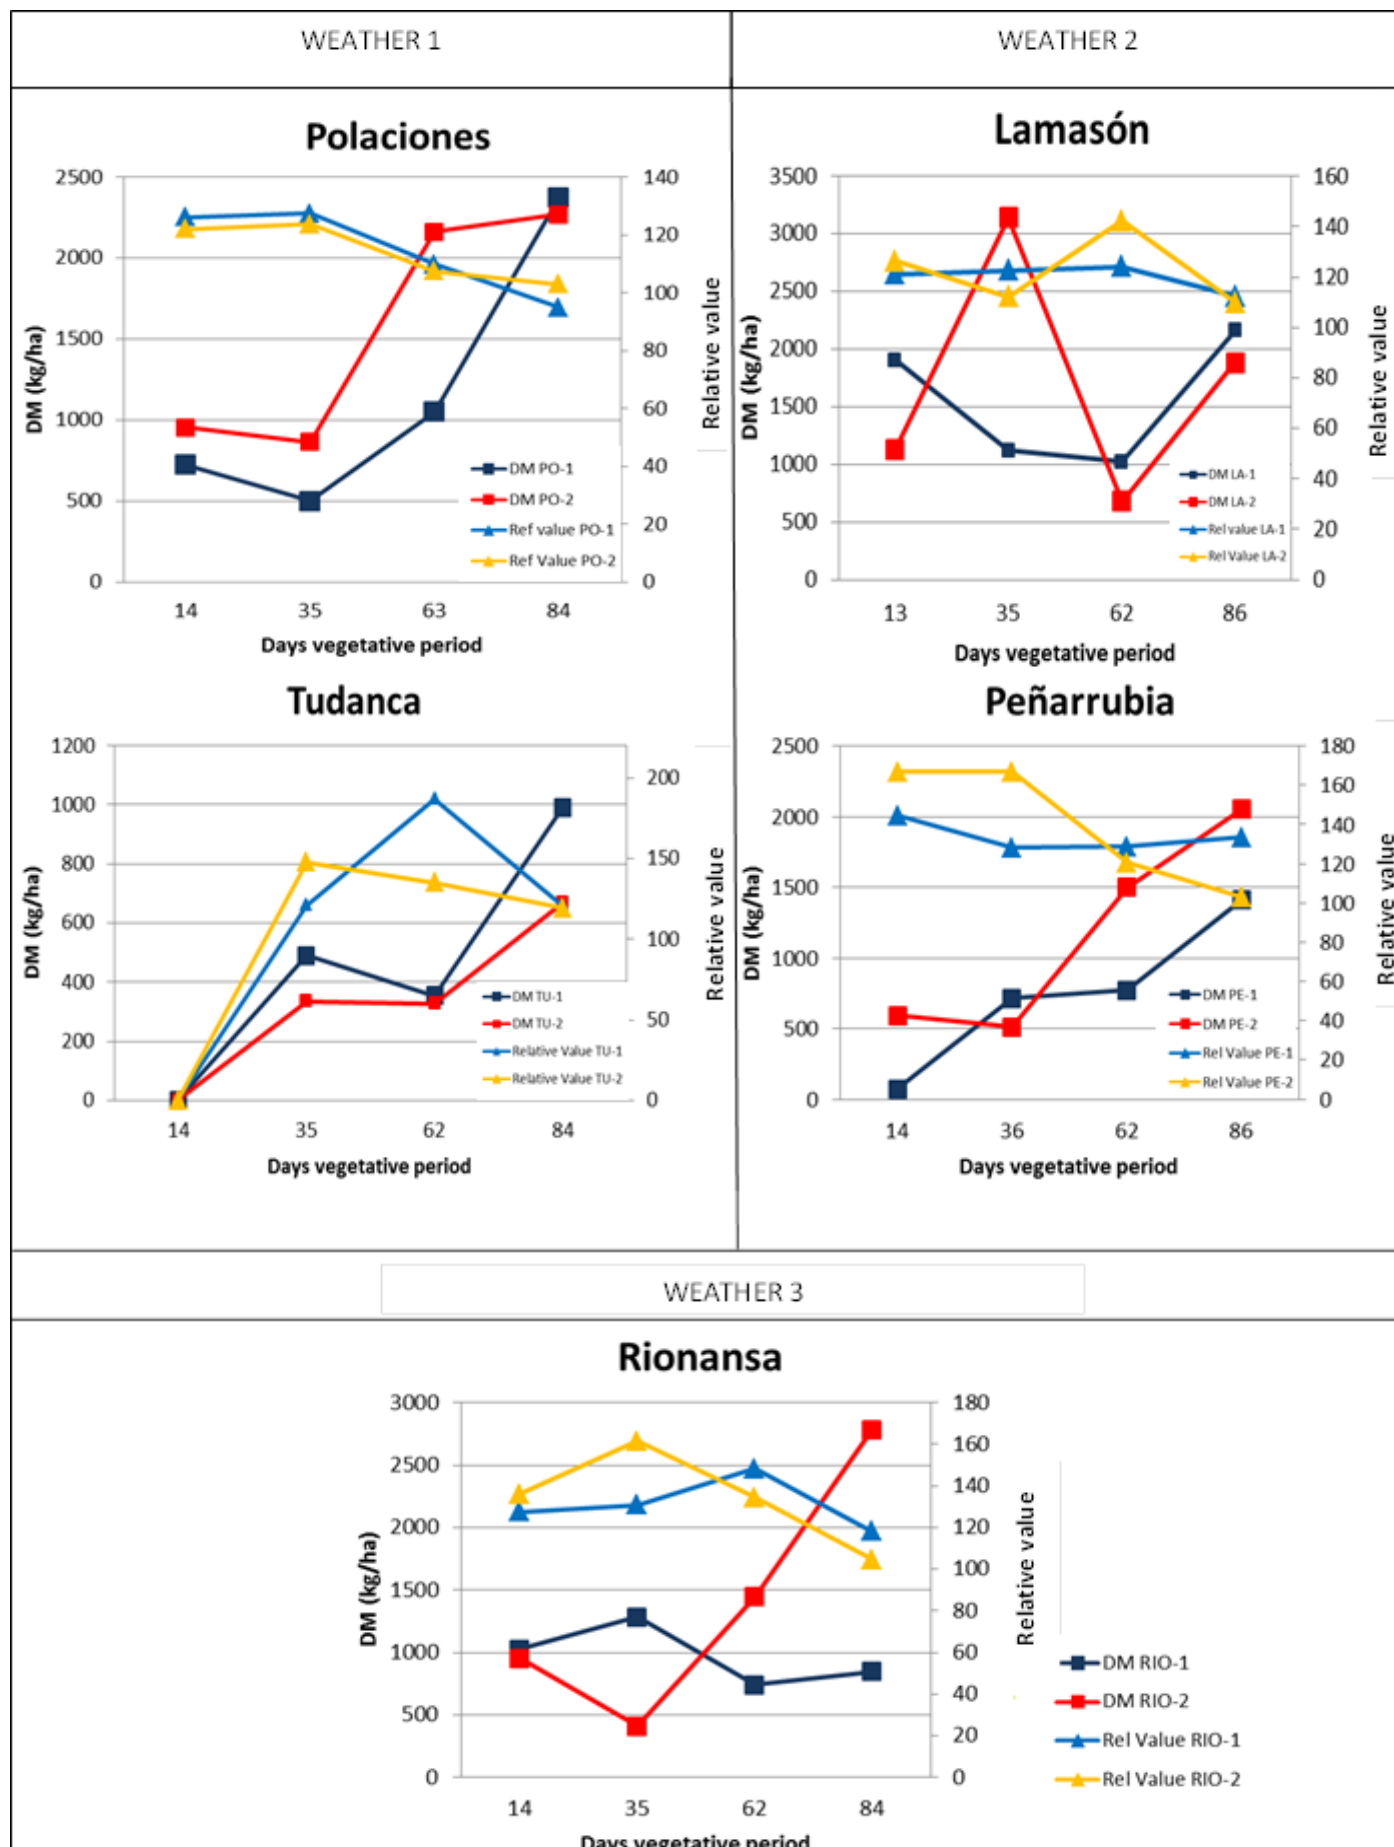 WEATHER 1
WEATHER 2
Polaciones
2500
2000
1500
1000
500
0
140
120
100
80
60
40
20
0
DM (kg/ha)
Relative value
DM PO-1
DM PO-2
Ref value PO-1
Ref Value PO-2
14 35 63 84
Days vegetative period
Lamasón
3500
3000
2500
2000
1500
1000
500
0
160
140
120
100
80
60
40
20
0
DM (kg/ha)
Relative value
DM LA-1
DM LA-2
Rel value LA-1
Rel Value LA-2
13 35 62 86
Days vegetative period
Tudanca
1200
1000
800
600
400
200
0
200
150
100
50
0
DM (kg/ha)
Relative value
DM TU-1
DM TU-2
Relative Value TU-1
Relative Value TU-2
14 35 62 84
Days vegetative period
Peñarrubia
2500
2000
1500
1000
500
0
180
160
140
120
100
80
60
40
20
0
DM (kg/ha)
Relative value
DM PE-1
DM PE-2
Rel Value PE-1
Rel Value PE-2
14 36 62 86
Days vegetative period
WEATHER 3
Rionansa
3000
2500
2000
1500
1000
500
0
180
160
140
120
100
80
60
40
20
0
DM (kg/ha)
Relative value
DM RIO-1
DM RIO-2
Rel Value RIO-1
Rel Value RIO-2
14 35 62 84
Days vegetative period